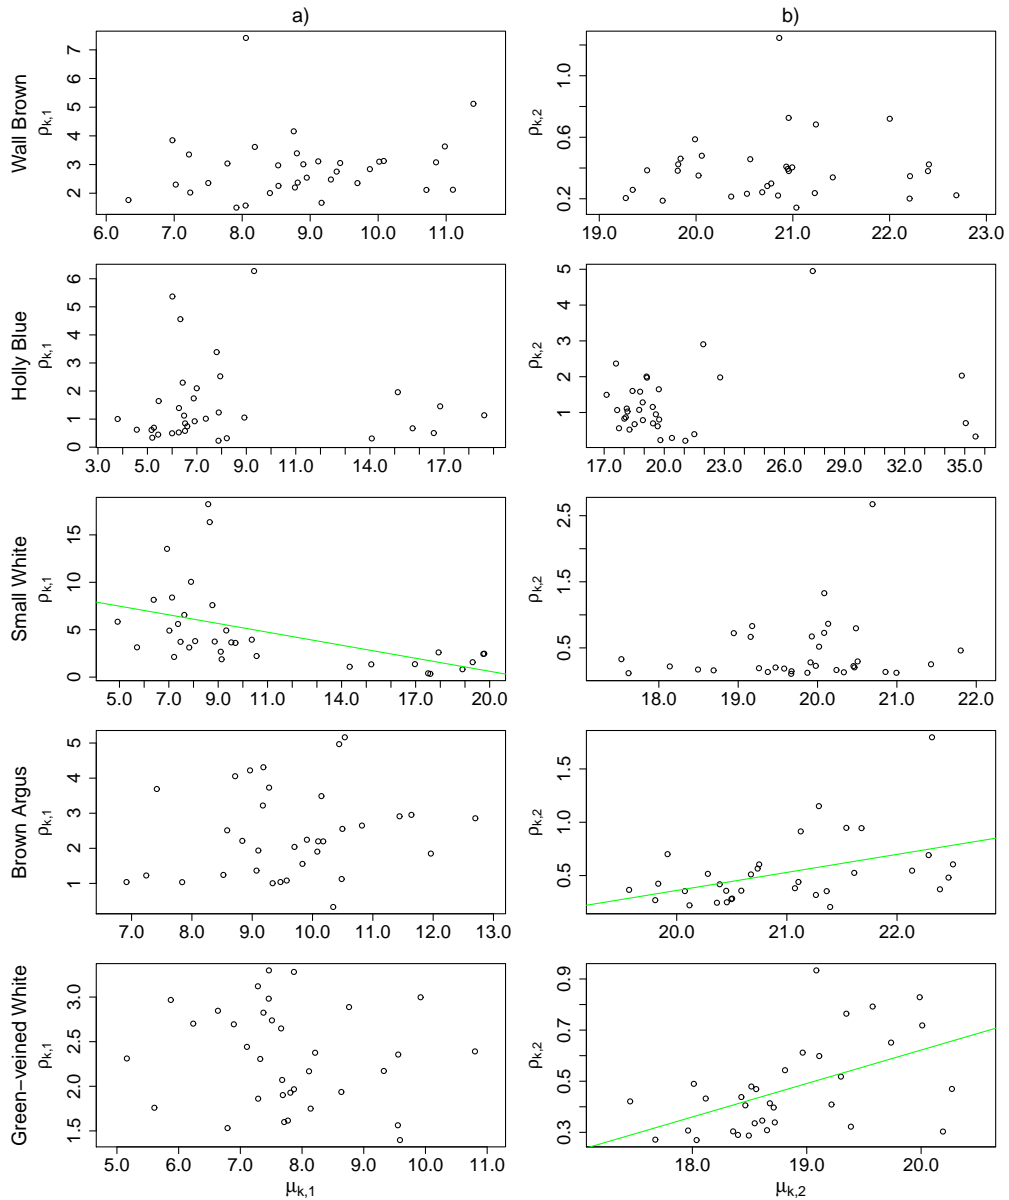 a)
b)
Wall Brown
ρk,1
7
6
5
4
3
2
6.0 7.0 8.0 9.0 10.0 11.0
ρk,2
1.0
0.6
0.2
19.0 20.0 21.0 22.0 23.0
Holly Blue
ρk,1
6
5
4
3
2
1
0
3.0 5.0 7.0 9.0 11.0 14.0 17.0
ρk,2
5
4
3
2
1
17.0 20.0 23.0 26.0 29.0 32.0 35.0
Small White
ρk,1
15
10
5
0
5.0 7.0 9.0 11.0 14.0 17.0 20.0
ρk,2
2.5
1.5
0.5
18.0 19.0 20.0 21.0 22.0
Brown Argus
ρk,1
5
4
3
2
1
7.0 8.0 9.0 10.0 11.0 12.0 13.0
ρk,2
1.5
1.0
0.5
20.0 21.0 22.0
Green−veined White
ρk,1
3.0
2.5
2.0
1.5
5.0 6.0 7.0 8.0 9.0 10.0 11.0
μk,1
ρk,2
0.9
0.7
0.5
0.3
18.0 19.0 20.0
μk,2